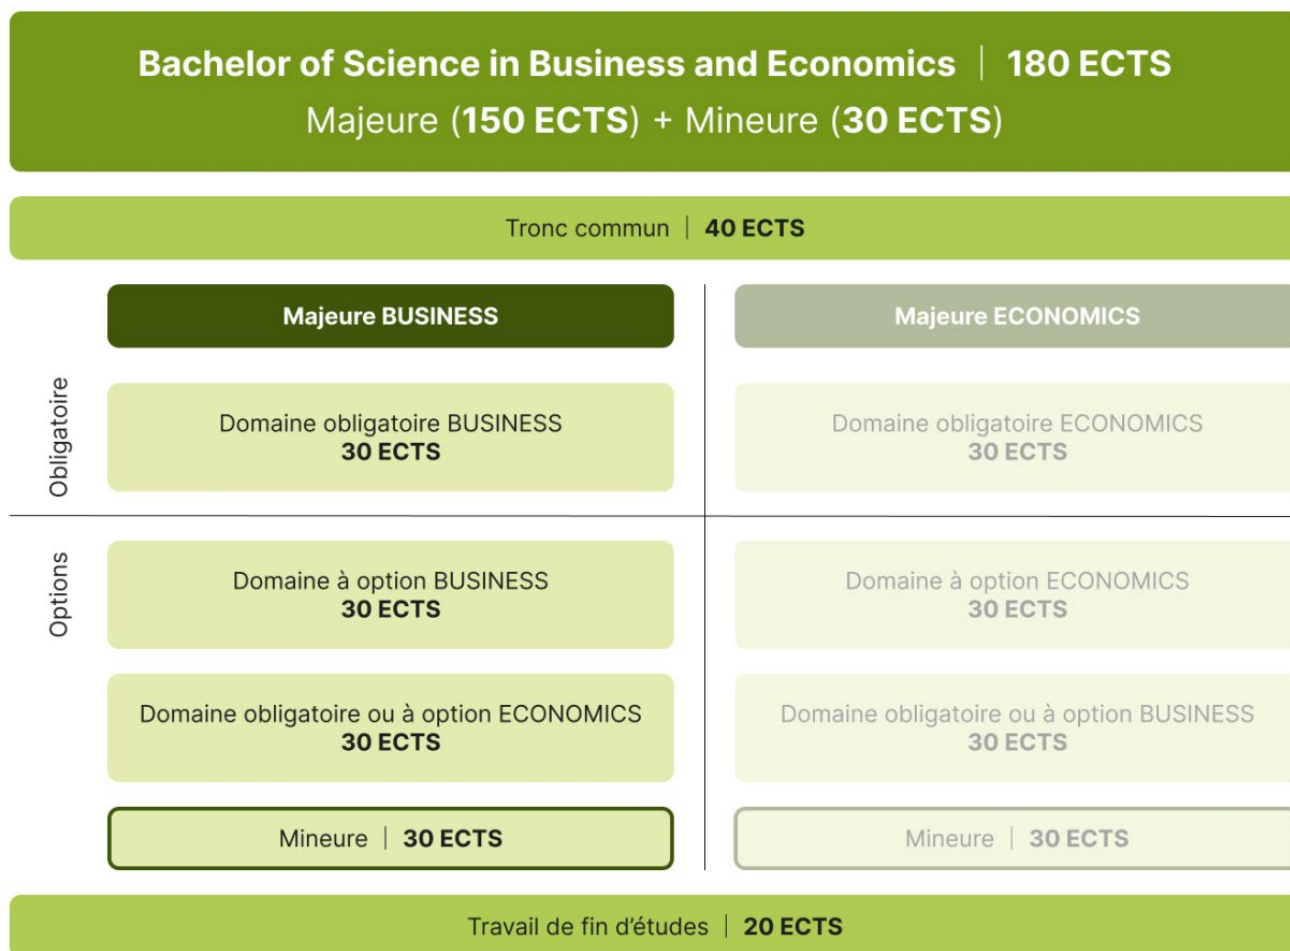 Bachelor of Science in Business and Economics | 180 ECTS
Majeure (150 ECTS) + Mineure (30 ECTS)
Tronc commun | 40 ECTS
Majeure BUSINESS
Majeure ECONOMICS
Obligatoire
Domaine obligatoire BUSINESS
30 ECTS
Domaine obligatoire ECONOMICS
30 ECTS
Options
Domaine à option BUSINESS
30 ECTS
Domaine à option ECONOMICS
30 ECTS
Domaine obligatoire ou à option ECONOMICS
30 ECTS
Domaine obligatoire ou à option BUSINESS
30 ECTS
Mineure | 30 ECTS
Mineure | 30 ECTS
Travail de fin d’études | 20 ECTS